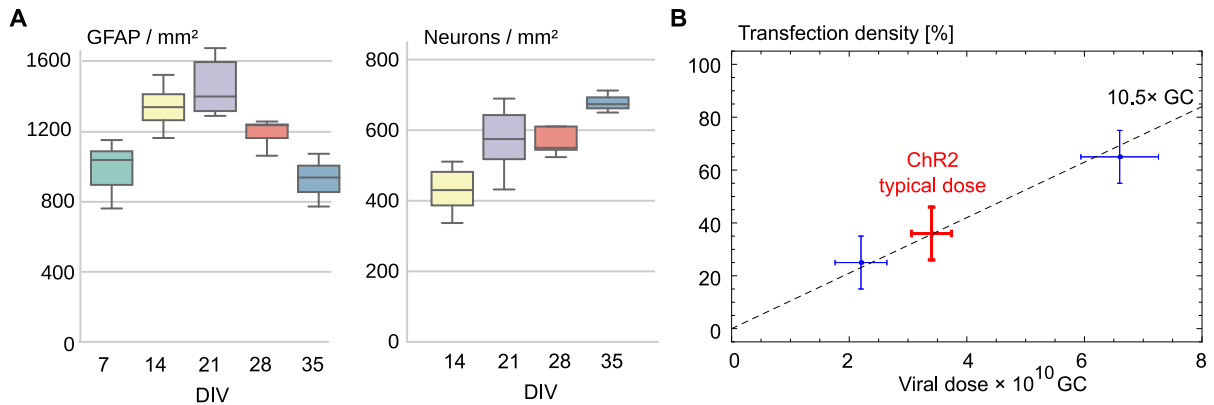 A
GFAP / mm²
1600
1200
800
400
0
7 14 21 28 35
DIV
Neurons / mm²
800
600
400
200
0
14 21 28 35
DIV
B
Transfection density [%]
100
80
60
40
20
0
10.5× GC
ChR2
typical dose
0 2 4 6 8
Viral dose × 10¹⁰ GC